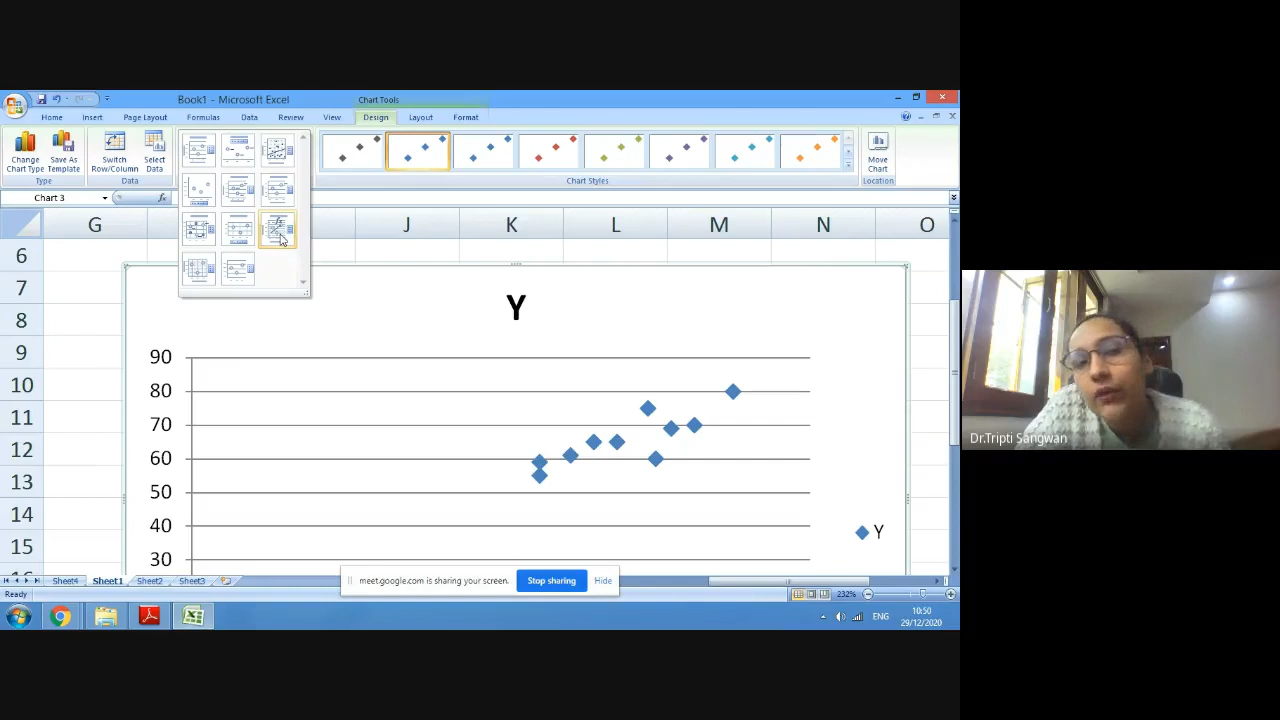 Book1 - Microsoft Excel
Chart Tools
Home Insert Page Layout Formulas Data Review View Design Layout Format
Change Chart Type
Save As Template
Switch Row/Column
Select Data
Move Chart
Type Data Chart Styles Location
Chart 3
fx
G J K L M N O
6
7
8
9
10
11
12
13
14
15
Y
90
80
70
60
50
40
30
Y
Sheet4 Sheet1 Sheet2 Sheet3
meet.google.com is sharing your screen. Stop sharing Hide
Ready
232%
ENG
10:50
29/12/2020
Dr.Tripti Sangwan